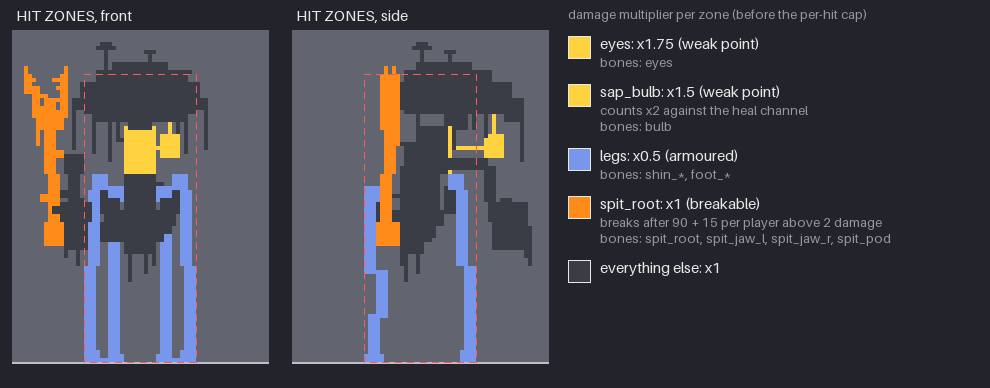 HIT ZONES, front
HIT ZONES, side
damage multiplier per zone (before the per-hit cap)
eyes: x1.75 (weak point)
bones: eyes
sap_bulb: x1.5 (weak point)
counts x2 against the heal channel
bones: bulb
legs: x0.5 (armoured)
bones: shin_*, foot_*
spit_root: x1 (breakable)
breaks after 90 + 15 per player above 2 damage
bones: spit_root, spit_jaw_l, spit_jaw_r, spit_pod
everything else: x1